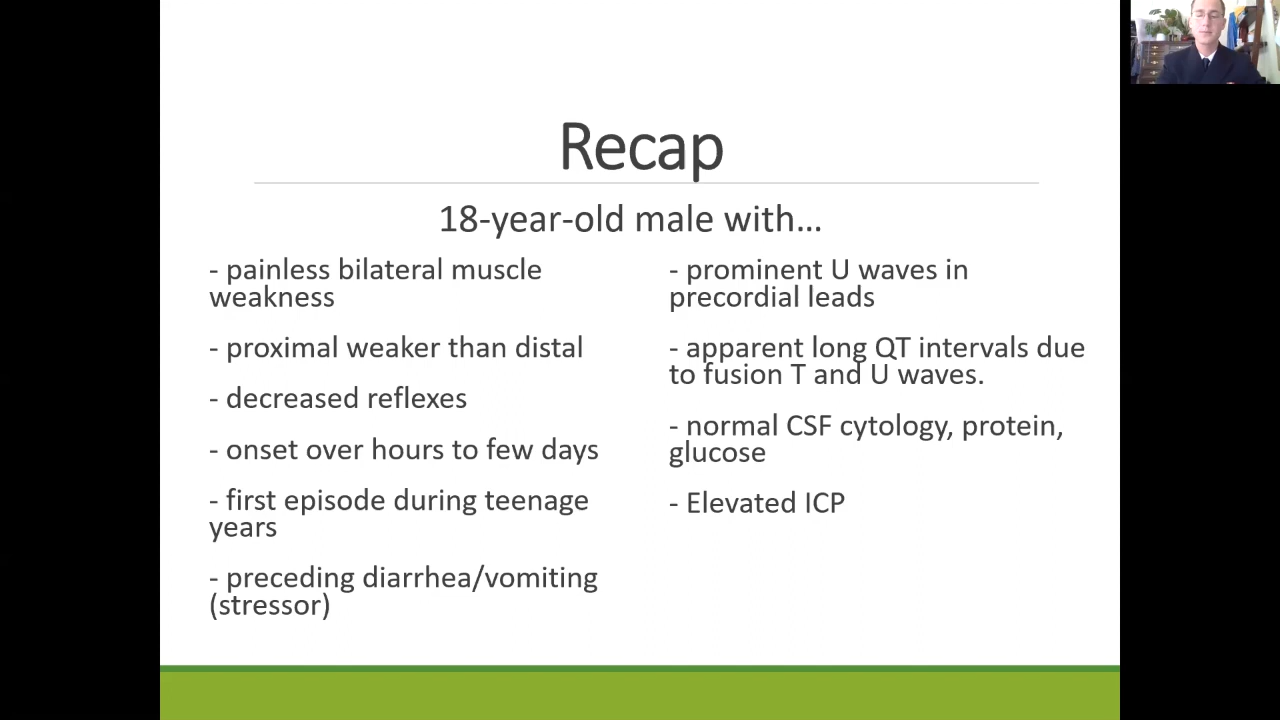 Recap
18-year-old male with…
- painless bilateral muscle
weakness
- proximal weaker than distal
- decreased reflexes
- onset over hours to few days
- first episode during teenage
years
- preceding diarrhea/vomiting
(stressor)
- prominent U waves in
precordial leads
- apparent long QT intervals due
to fusion T and U waves.
- normal CSF cytology, protein,
glucose
- Elevated ICP